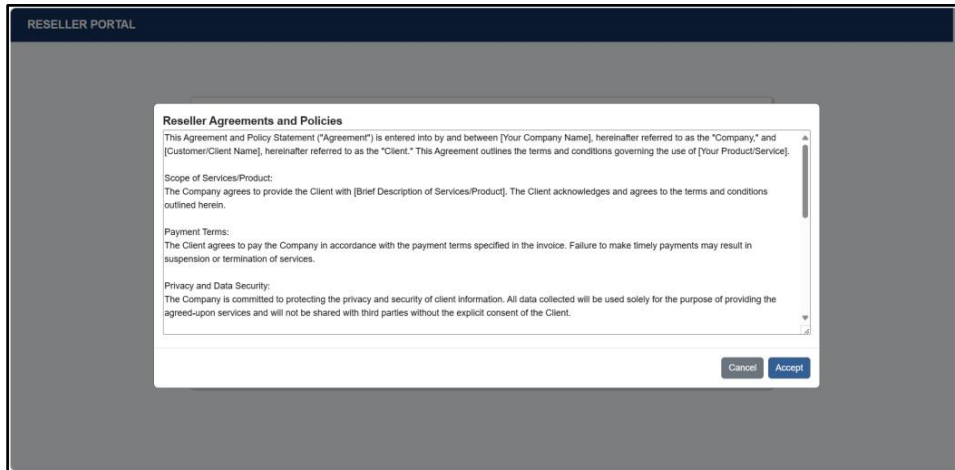 RESELLER PORTAL
Reseller Agreements and Policies
This Agreement and Policy Statement ("Agreement") is entered into by and between [Your Company Name], hereinafter referred to as the "Company," and
[Customer/Client Name], hereinafter referred to as the "Client." This Agreement outlines the terms and conditions governing the use of [Your Product/Service].
Scope of Services/Product:
The Company agrees to provide the Client with [Brief Description of Services/Product]. The Client acknowledges and agrees to the terms and conditions
outlined herein.
Payment Terms:
The Client agrees to pay the Company in accordance with the payment terms specified in the invoice. Failure to make timely payments may result in
suspension or termination of services.
Privacy and Data Security:
The Company is committed to protecting the privacy and security of client information. All data collected will be used solely for the purpose of providing the
agreed-upon services and will not be shared with third parties without the explicit consent of the Client.
Cancel Accept